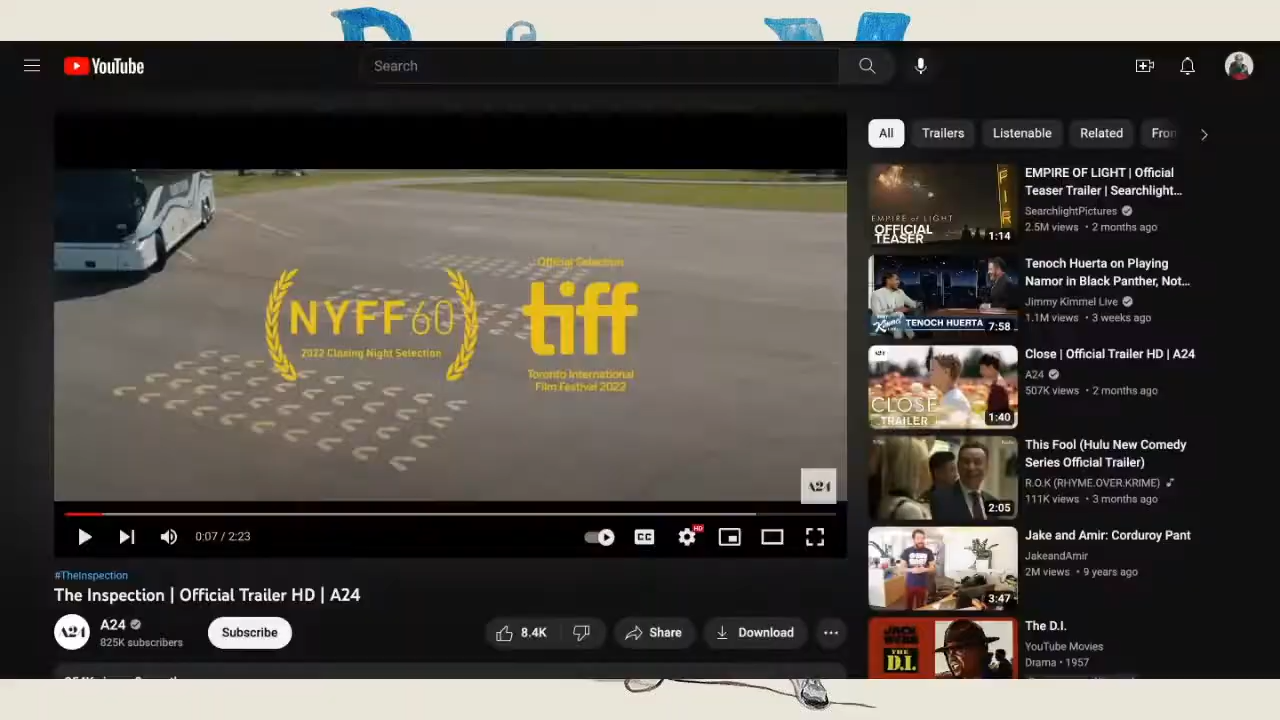 YouTube
Search
NYFF60
2022 Closing Night Selection
Official Selection
tiff
Toronto International
Film Festival 2022
A24
0:07 / 2:23
CC
HD
#TheInspection
The Inspection | Official Trailer HD | A24
A24
A24
825K subscribers
Subscribe
8.4K
Share
Download
All
Trailers
Listenable
Related
From
EMPIRE OF LIGHT
OFFICIAL
TEASER
1:14
EMPIRE OF LIGHT | Official
Teaser Trailer | Searchlight...
SearchlightPictures
2.5M views • 2 months ago
TENOCH HUERTA
7:58
Tenoch Huerta on Playing
Namor in Black Panther, Not...
Jimmy Kimmel Live
1.1M views • 3 weeks ago
CLOSE
TRAILER
1:40
Close | Official Trailer HD | A24
A24
507K views • 2 months ago
2:05
This Fool (Hulu New Comedy
Series Official Trailer)
R.O.K (RHYME.OVER.KRIME)
111K views • 3 months ago
3:47
Jake and Amir: Corduroy Pant
JakeandAmir
2M views • 9 years ago
JACK
WEBB
THE
D.I.
The D.I.
YouTube Movies
Drama • 1957